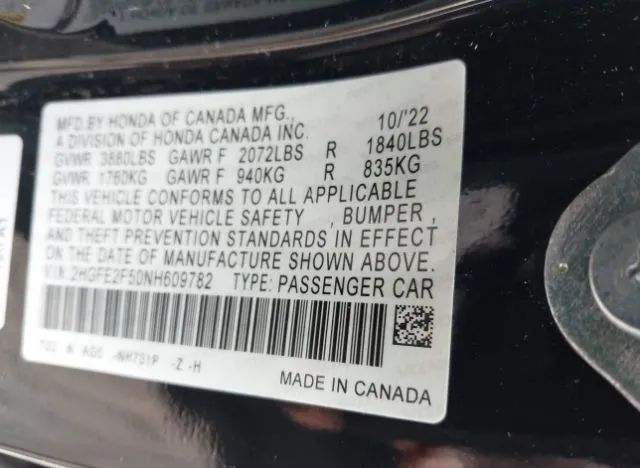 MFD.BY HONDA OF CANADA MFG., 10/'22
A DIVISION OF HONDA CANADA INC.
GVWR 3880LBS GAWR F 2072LBS R 1840LBS
GVWR 1760KG GAWR F 940KG R 835KG
THIS VEHICLE CONFORMS TO ALL APPLICABLE
FEDERAL MOTOR VEHICLE SAFETY , BUMPER ,
AND THEFT PREVENTION STANDARDS IN EFFECT
ON THE DATE OF MANUFACTURE SHOWN ABOVE.
V.I.N. 2HGFE2F50NH609782 TYPE: PASSENGER CAR
-NH731P -Z -H
MADE IN CANADA